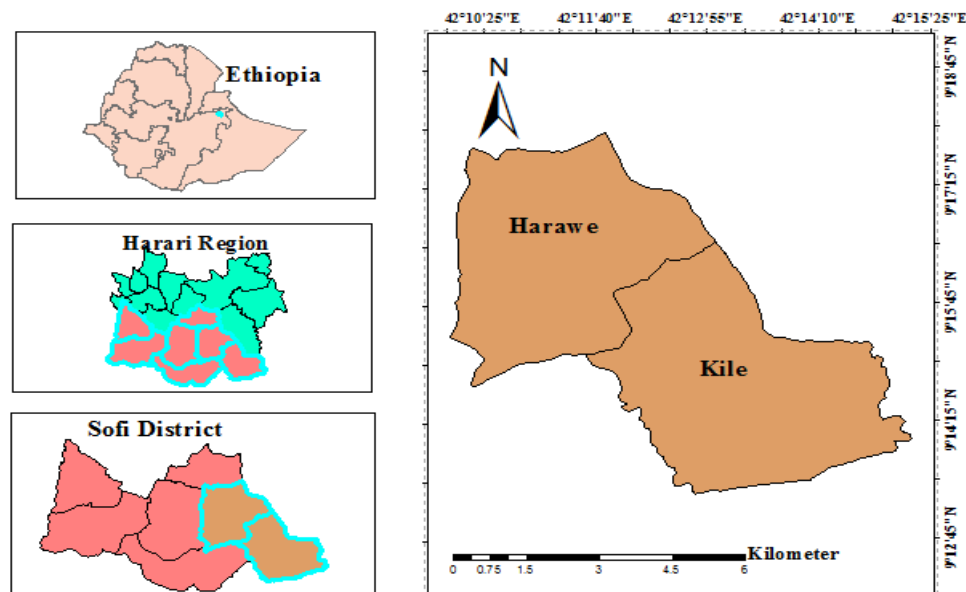 Ethiopia
Harari Region
Sofi District
42°10'25"E 42°11'40"E 42°12'55"E 42°14'10"E 42°15'25"E
N
Harawe
Kile
9°18'45"N
9°17'15"N
9°15'45"N
9°14'15"N
9°12'45"N
Kilometer
0 0.75 1.5 3 4.5 6